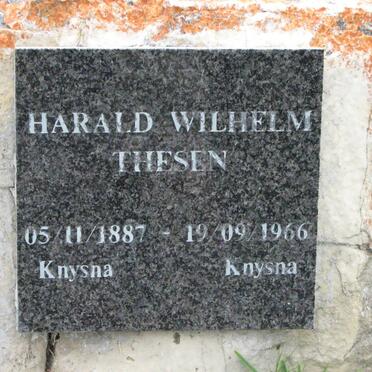 HARALD WILHELM
THESEN
05/11/1887 - 19/09/1966
Knysna Knysna